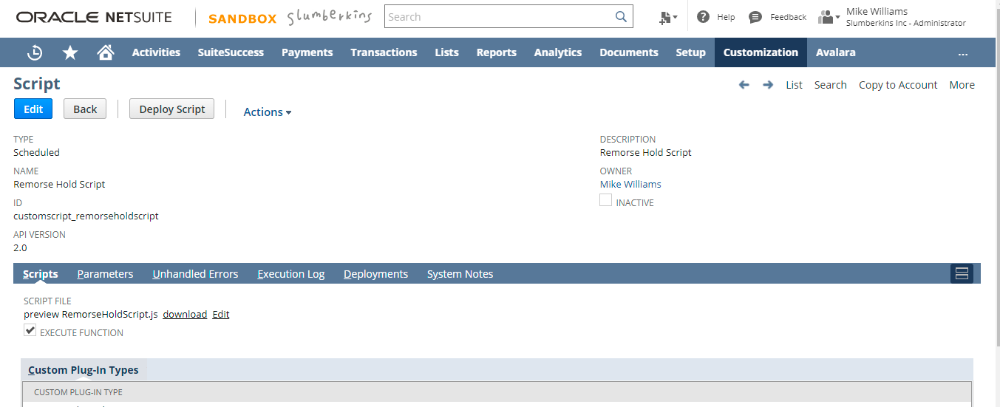 ORACLE NETSUITE SANDBOX slumberkins Search Help Feedback Mike Williams
Slumberkins Inc - Administrator
Activities SuiteSuccess Payments Transactions Lists Reports Analytics Documents Setup Customization Avalara ...
Script List Search Copy to Account More
Edit Back Deploy Script Actions
TYPE
Scheduled
NAME
Remorse Hold Script
ID
customscript_remorseholdscript
API VERSION
2.0
DESCRIPTION
Remorse Hold Script
OWNER
Mike Williams
INACTIVE
Scripts Parameters Unhandled Errors Execution Log Deployments System Notes
SCRIPT FILE
preview RemorseHoldScript.js download Edit
EXECUTE FUNCTION
Custom Plug-In Types
CUSTOM PLUG-IN TYPE